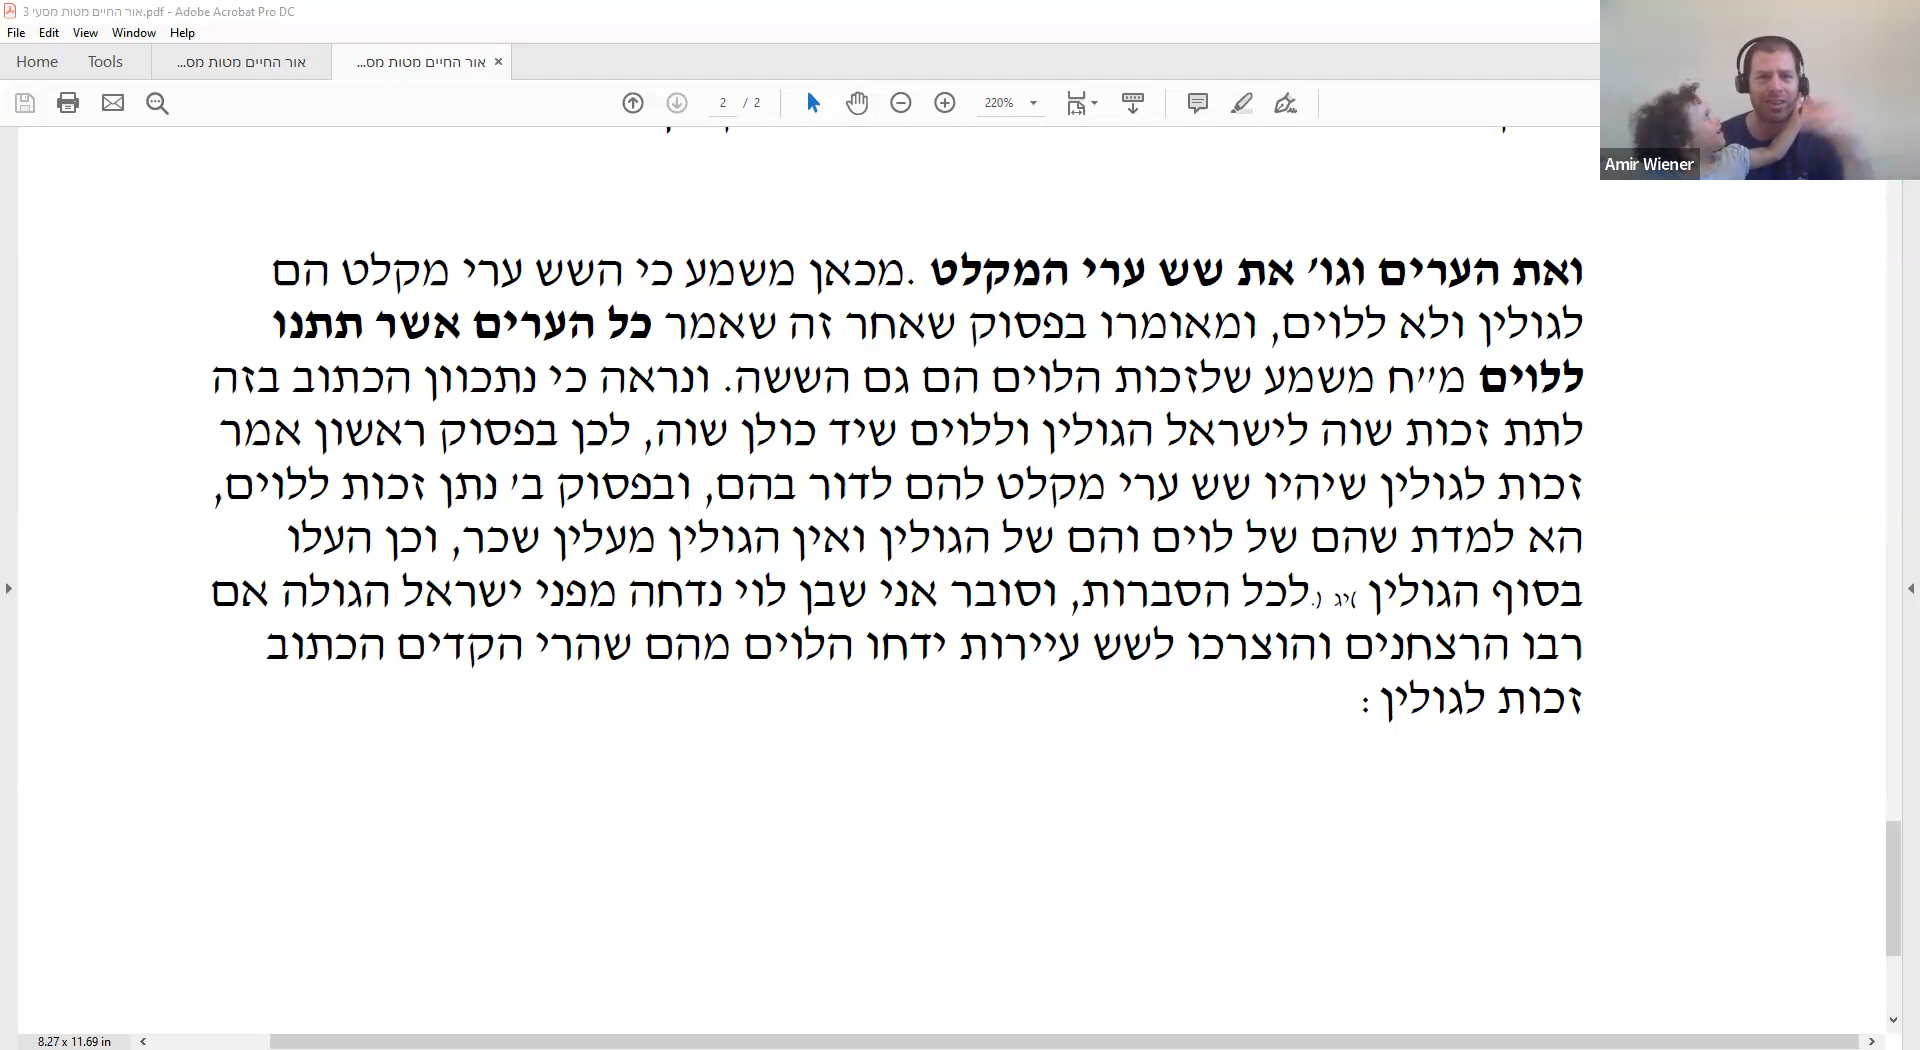 אור החיים מטות מסעי 3.pdf - Adobe Acrobat Pro DC
File Edit View Window Help
Home Tools אור החיים מטות מס... אור החיים מטות מס... ×
2 / 2 220%
Amir Wiener
ואת הערים וגו׳ את שש ערי המקלט .מכאן משמע כי השש ערי מקלט הם
לגולין ולא ללוים, ומאומרו בפסוק שאחר זה שאמר כל הערים אשר תתנו
ללוים מ״ח משמע שלזכות הלוים הם גם הששה. ונראה כי נתכוון הכתוב בזה
לתת זכות שוה לישראל הגולין וללוים שיד כולן שוה, לכן בפסוק ראשון אמר
זכות לגולין שיהיו שש ערי מקלט להם לדור בהם, ובפסוק ב׳ נתן זכות ללוים,
הא למדת שהם של לוים והם של הגולין ואין הגולין מעלין שכר, וכן העלו
בסוף הגולין )יג (.לכל הסברות, וסובר אני שבן לוי נדחה מפני ישראל הגולה אם
רבו הרצחנים והוצרכו לשש עיירות ידחו הלוים מהם שהרי הקדים הכתוב
זכות לגולין :
8.27 x 11.69 in